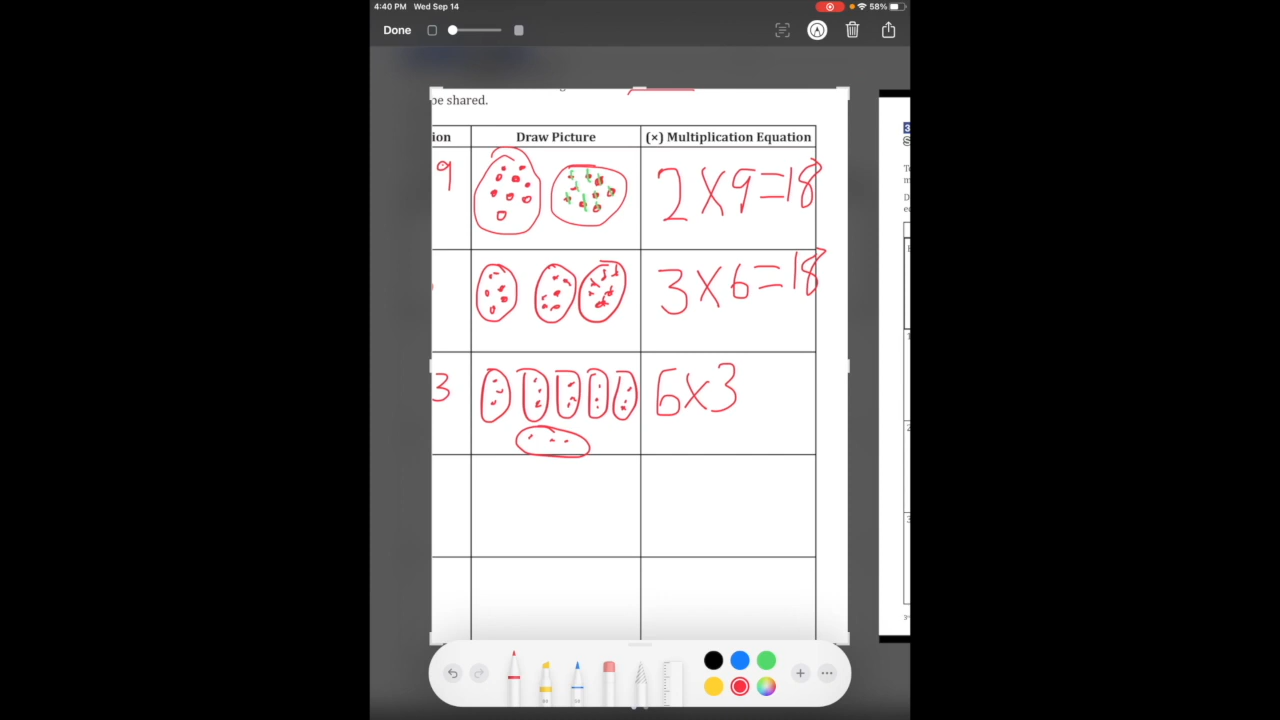 4:40 PM Wed Sep 14
58%
Done
be shared.
ion
Draw Picture
(×) Multiplication Equation
9
2 X 9 = 18
3 X 6 = 18
3
6 x 3